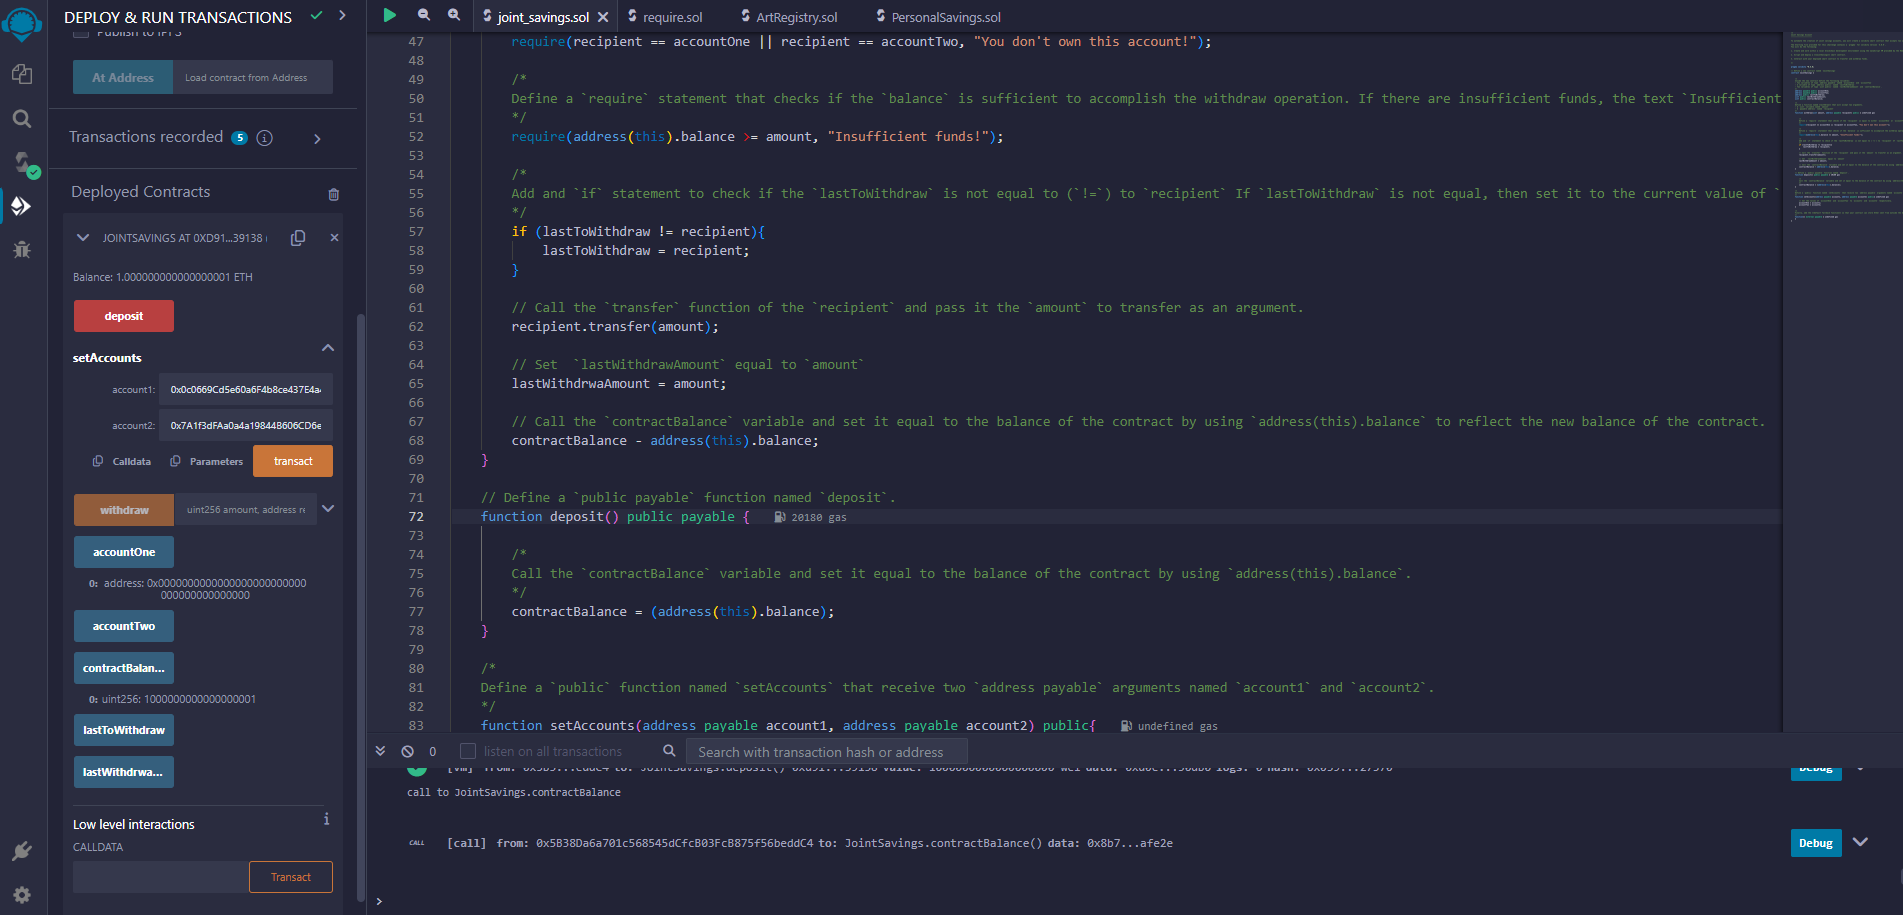 DEPLOY & RUN TRANSACTIONS
Publish to IPFS
At Address
Load contract from Address
Transactions recorded 5
Deployed Contracts
JOINTSAVINGS AT 0XD91...39138
Balance: 1.000000000000000001 ETH
deposit
setAccounts
account1: 0x0c0669Cd5e60a6F4b8ce437E4a
account2: 0x7A1f3dFAa0a4a19844B606CD6e
Calldata
Parameters
transact
withdraw
uint256 amount, address re
accountOne
0: address: 0x00000000000000000000000
00000000000000000
accountTwo
contractBalan...
0: uint256: 1000000000000000001
lastToWithdraw
lastWithdrwa...
Low level interactions
CALLDATA
Transact
joint_savings.sol
require.sol
ArtRegistry.sol
PersonalSavings.sol
47 require(recipient == accountOne || recipient == accountTwo, "You don't own this account!");
48
49 /*
50 Define a `require` statement that checks if the `balance` is sufficient to accomplish the withdraw operation. If there are insufficient funds, the text `Insufficient
51 */
52 require(address(this).balance >= amount, "Insufficient funds!");
53
54 /*
55 Add and `if` statement to check if the `lastToWithdraw` is not equal to (`!=`) to `recipient` If `lastToWithdraw` is not equal, then set it to the current value of `
56 */
57 if (lastToWithdraw != recipient){
58 lastToWithdraw = recipient;
59 }
60
61 // Call the `transfer` function of the `recipient` and pass it the `amount` to transfer as an argument.
62 recipient.transfer(amount);
63
64 // Set  `lastWithdrawAmount` equal to `amount`
65 lastWithdrwaAmount = amount;
66
67 // Call the `contractBalance` variable and set it equal to the balance of the contract by using `address(this).balance` to reflect the new balance of the contract.
68 contractBalance - address(this).balance;
69 }
70
71 // Define a `public payable` function named `deposit`.
72 function deposit() public payable { 20180 gas
73
74 /*
75 Call the `contractBalance` variable and set it equal to the balance of the contract by using `address(this).balance`.
76 */
77 contractBalance = (address(this).balance);
78 }
79
80 /*
81 Define a `public` function named `setAccounts` that receive two `address payable` arguments named `account1` and `account2`.
82 */
83 function setAccounts(address payable account1, address payable account2) public{ undefined gas
0
listen on all transactions
Search with transaction hash or address
Debug
call to JointSavings.contractBalance
CALL [call] from: 0x5B38Da6a701c568545dCfcB03FcB875f56beddC4 to: JointSavings.contractBalance() data: 0x8b7...afe2e
Debug
>